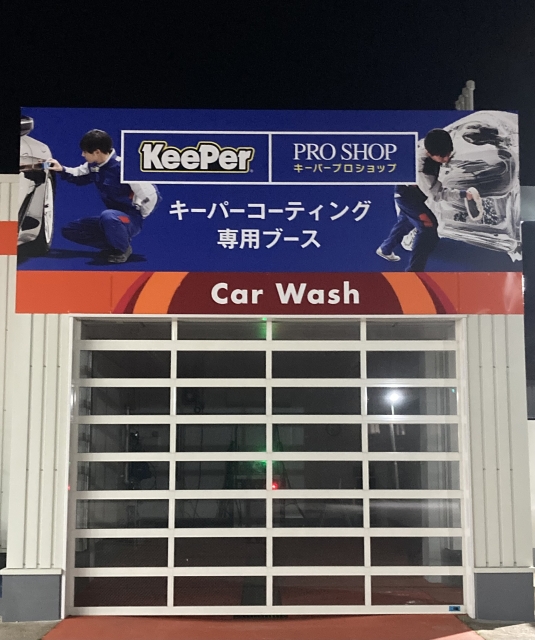 KeePer
PRO SHOP
キーパープロショップ
キーパーコーティング
専用ブース
Car Wash